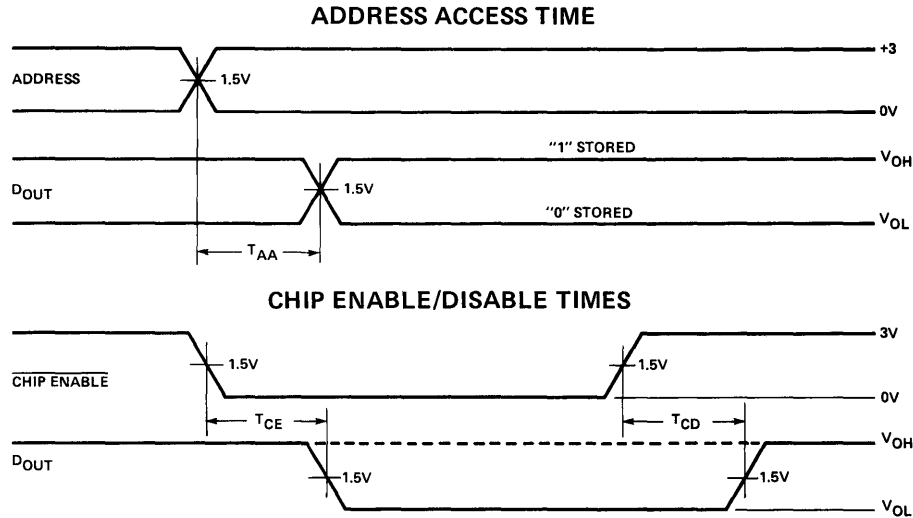 ADDRESS ACCESS TIME
+3
ADDRESS
1.5V
0V
"1" STORED
VOH
DOUT
1.5V
"0" STORED
VOL
TAA
CHIP ENABLE/DISABLE TIMES
3V
1.5V
1.5V
CHIP ENABLE
0V
TCE
TCD
VOH
DOUT
1.5V
1.5V
VOL